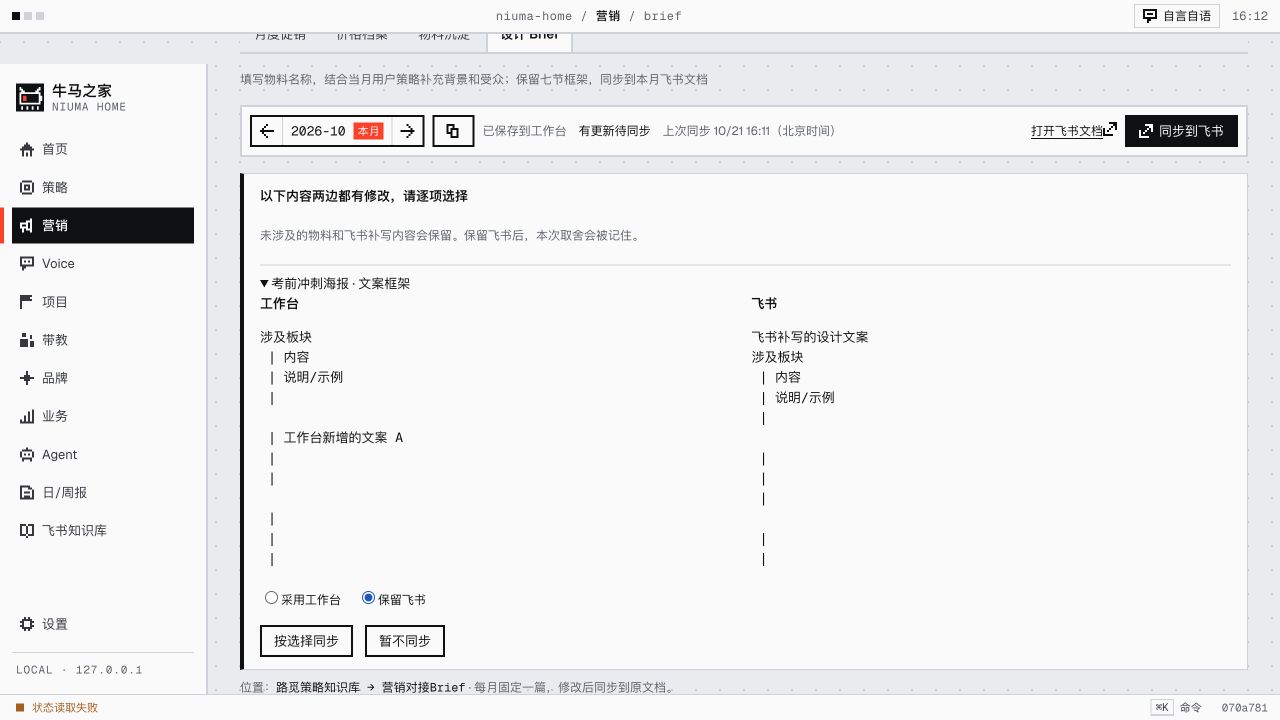 niuma-home / 营销 / brief
自言自语
16:12
月度促销 价格档案 物料沉淀 设计 Brief
牛马之家
NIUMA HOME
首页
策略
营销
Voice
项目
带教
品牌
业务
Agent
日/周报
飞书知识库
设置
LOCAL · 127.0.0.1
填写物料名称，结合当月用户策略补充背景和受众；保留七节框架，同步到本月飞书文档
2026-10 本月
已保存到工作台 有更新待同步 上次同步 10/21 16:11（北京时间）
打开飞书文档
同步到飞书
以下内容两边都有修改，请逐项选择
未涉及的物料和飞书补写内容会保留。保留飞书后，本次取舍会被记住。
▼ 考前冲刺海报 · 文案框架
工作台
涉及板块
| 内容
| 说明/示例
|
| 工作台新增的文案 A
|
|
|
|
|
飞书
飞书补写的设计文案
涉及板块
| 内容
| 说明/示例
|
|
|
|
|
|
采用工作台 保留飞书
按选择同步 暂不同步
位置：路觅策略知识库 → 营销对接Brief · 每月固定一篇，修改后同步到原文档。
状态读取失败
⌘K 命令 070a781